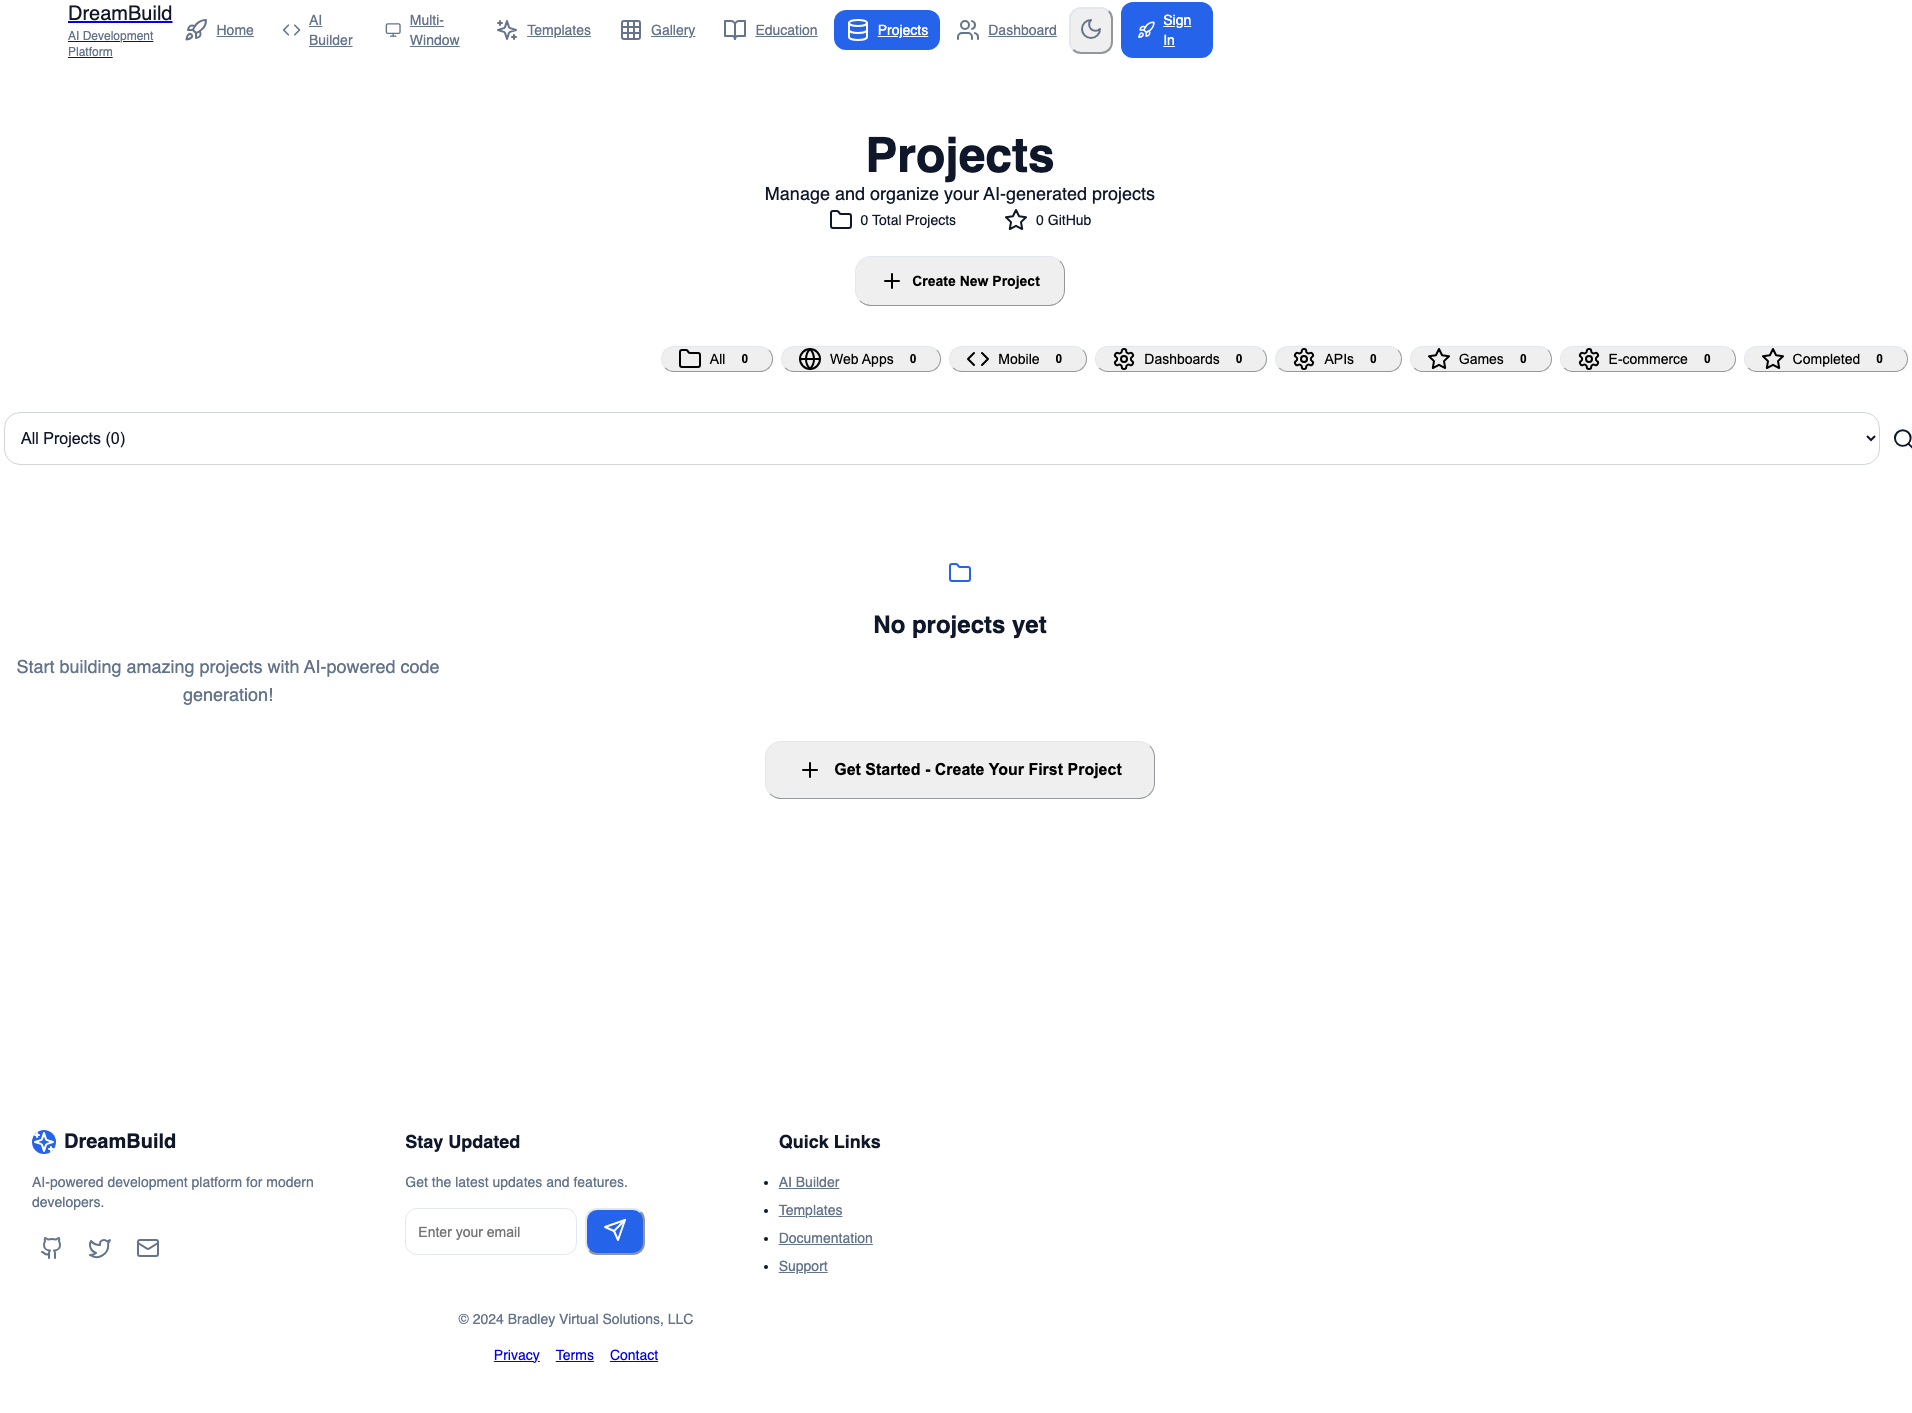 DreamBuild
AI Development
Platform
Home
AI
Builder
Multi-
Window
Templates
Gallery
Education
Projects
Dashboard
Sign
In
Projects
Manage and organize your AI-generated projects
0 Total Projects
0 GitHub
Create New Project
All 0
Web Apps 0
Mobile 0
Dashboards 0
APIs 0
Games 0
E-commerce 0
Completed 0
All Projects (0)
No projects yet
Start building amazing projects with AI-powered code
generation!
Get Started - Create Your First Project
DreamBuild
AI-powered development platform for modern
developers.
Stay Updated
Get the latest updates and features.
Enter your email
Quick Links
AI Builder
Templates
Documentation
Support
© 2024 Bradley Virtual Solutions, LLC
Privacy Terms Contact